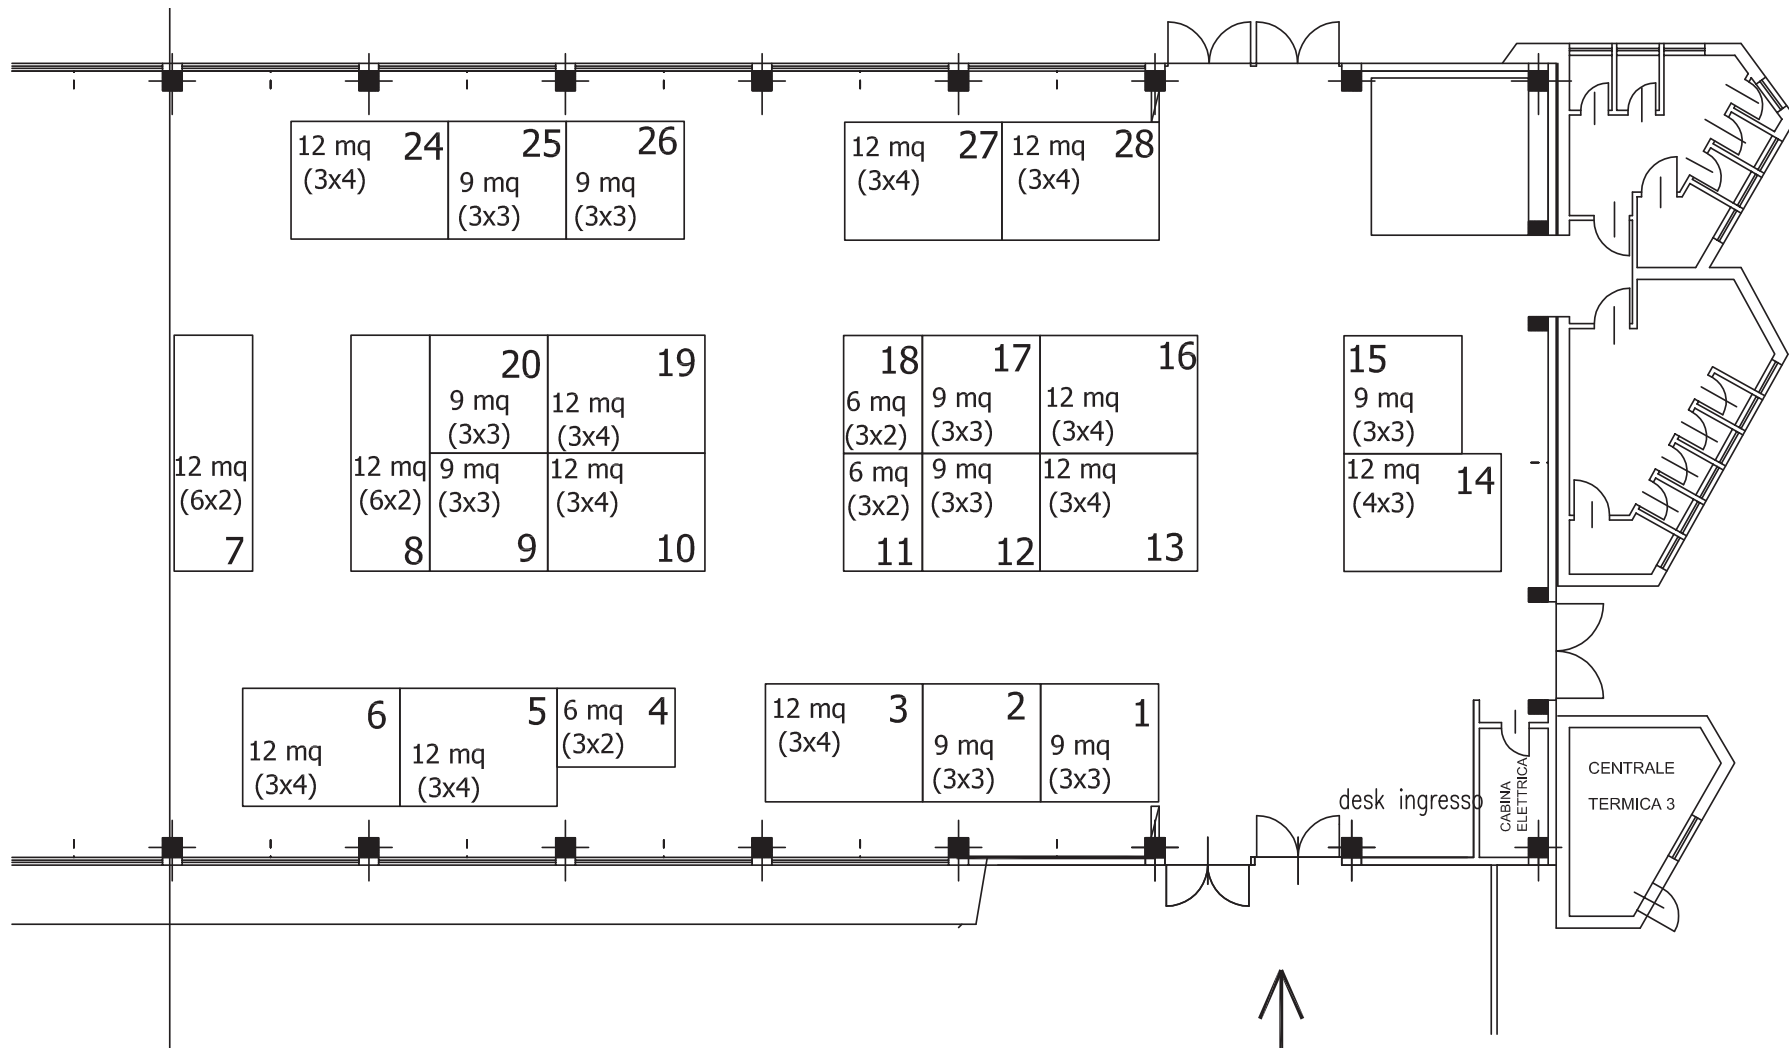 12 mq 24
(3x4)
25
9 mq
(3x3)
26
9 mq
(3x3)
12 mq 27
(3x4)
12 mq 28
(3x4)
12 mq
(6x2)
7
12 mq
(6x2)
8
20
9 mq
(3x3)
19
12 mq
(3x4)
9 mq
(3x3)
9
12 mq
(3x4)
10
18
6 mq
(3x2)
17
9 mq
(3x3)
16
12 mq
(3x4)
6 mq
(3x2)
11
9 mq
(3x3)
12
12 mq
(3x4)
13
15
9 mq
(3x3)
12 mq 14
(4x3)
6
12 mq
(3x4)
5
12 mq
(3x4)
6 mq 4
(3x2)
12 mq 3
(3x4)
2
9 mq
(3x3)
1
9 mq
(3x3)
desk ingresso
CABINA
ELETTRICA
CENTRALE
TERMICA 3